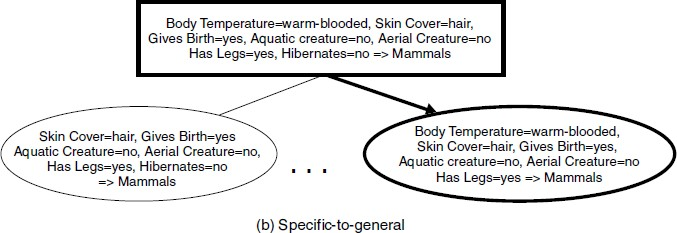 Body Temperature=warm-blooded, Skin Cover=hair,
Gives Birth=yes, Aquatic creature=no, Aerial Creature=no
Has Legs=yes, Hibernates=no => Mammals
Skin Cover=hair, Gives Birth=yes
Aquatic Creature=no, Aerial Creature=no,
Has Legs=yes, Hibernates=no
=> Mammals
. . .
Body Temperature=warm-blooded,
Skin Cover=hair, Gives Birth=yes,
Aquatic creature=no, Aerial Creature=no
Has Legs=yes => Mammals
(b) Specific-to-general